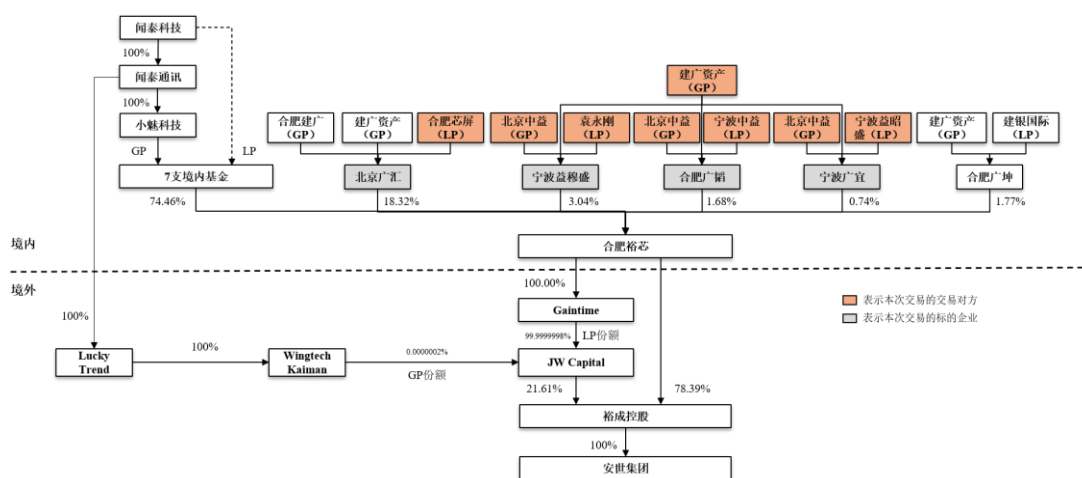 闻泰科技
100%
闻泰通讯
100%
小魅科技
GP
LP
7支境内基金
建广资产
（GP）
合肥建广
（GP）
建广资产
（GP）
合肥芯屏
（LP）
北京中益
（GP）
袁永刚
（LP）
北京中益
（GP）
宁波中益
（LP）
北京中益
（GP）
宁波益昭
盛（LP）
建广资产
（GP）
建银国际
（LP）
北京广汇
宁波益穆盛
合肥广韬
宁波广宜
合肥广坤
74.46%
18.32%
3.04%
1.68%
0.74%
1.77%
境内
合肥裕芯
境外
100.00%
Gaintime
表示本次交易的交易对方
表示本次交易的标的企业
100%
99.9999998%
LP份额
Lucky
Trend
100%
Wingtech
Kaiman
0.0000002%
GP份额
JW Capital
21.61%
78.39%
裕成控股
100%
安世集团